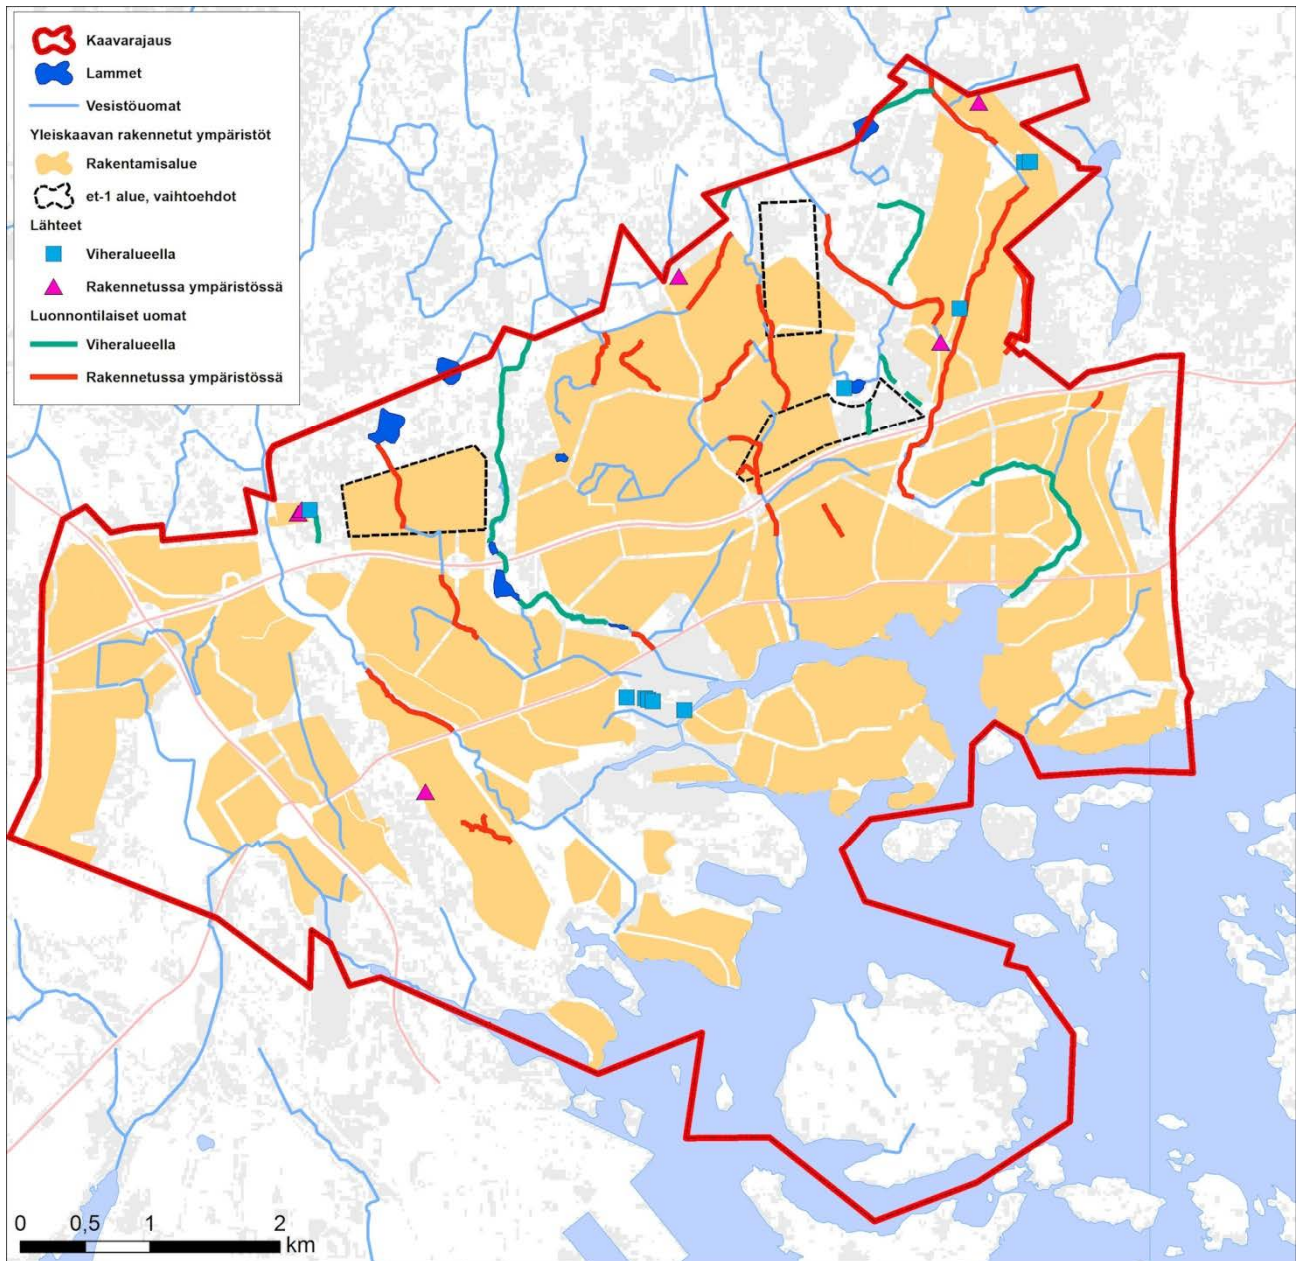 Kaavarajaus
Lammet
Vesistöuomat
Yleiskaavan rakennetut ympäristöt
Rakentamisalue
et-1 alue, vaihtoehdot
Lähteet
Viheralueella
Rakennetussa ympäristössä
Luonnontilaiset uomat
Viheralueella
Rakennetussa ympäristössä
0 0,5 1 2
km